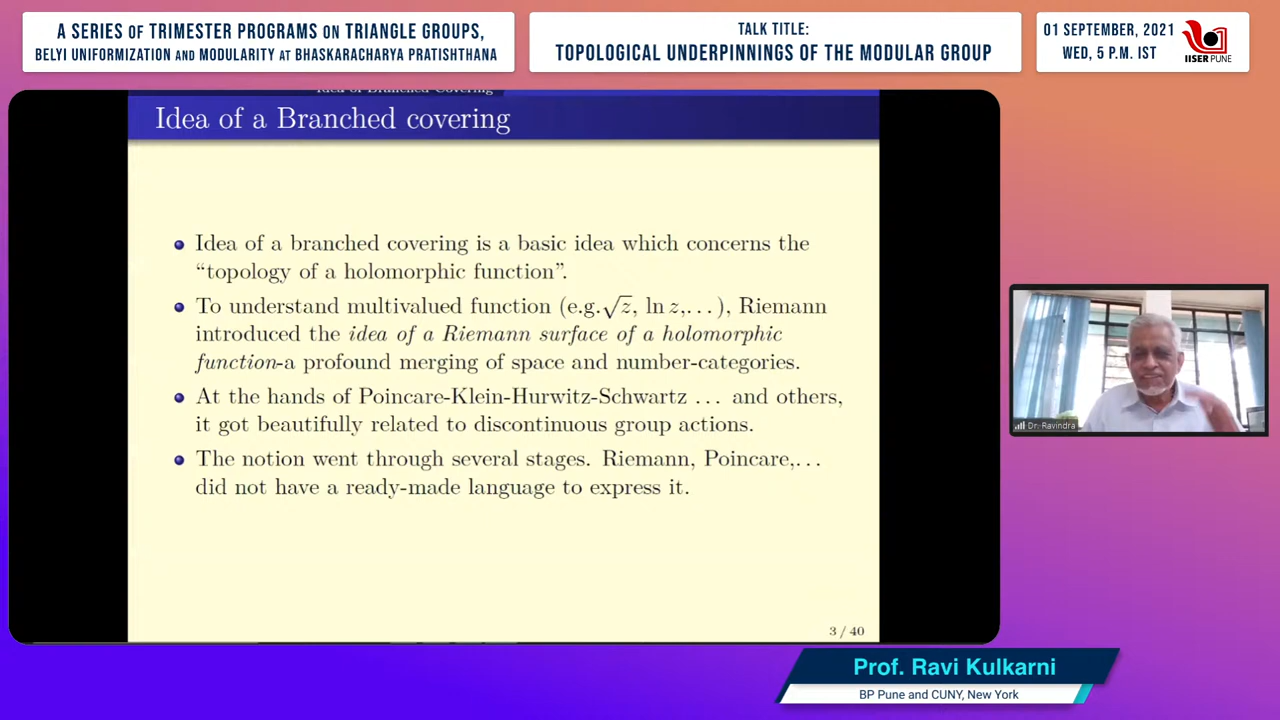 A SERIES OF TRIMESTER PROGRAMS ON TRIANGLE GROUPS,
BELYI UNIFORMIZATION AND MODULARITY AT BHASKARACHARYA PRATISHTHANA
TALK TITLE:
TOPOLOGICAL UNDERPINNINGS OF THE MODULAR GROUP
01 SEPTEMBER, 2021
WED, 5 P.M. IST
IISER PUNE
Idea of Branched Covering
Idea of a Branched covering
Idea of a branched covering is a basic idea which concerns the
“topology of a holomorphic function”.
To understand multivalued function (e.g.√z, ln z,. . . ), Riemann
introduced the idea of a Riemann surface of a holomorphic
function-a profound merging of space and number-categories.
At the hands of Poincare-Klein-Hurwitz-Schwartz . . . and others,
it got beautifully related to discontinuous group actions.
The notion went through several stages. Riemann, Poincare,. . .
did not have a ready-made language to express it.
3 / 40
Dr. Ravindra
Prof. Ravi Kulkarni
BP Pune and CUNY, New York